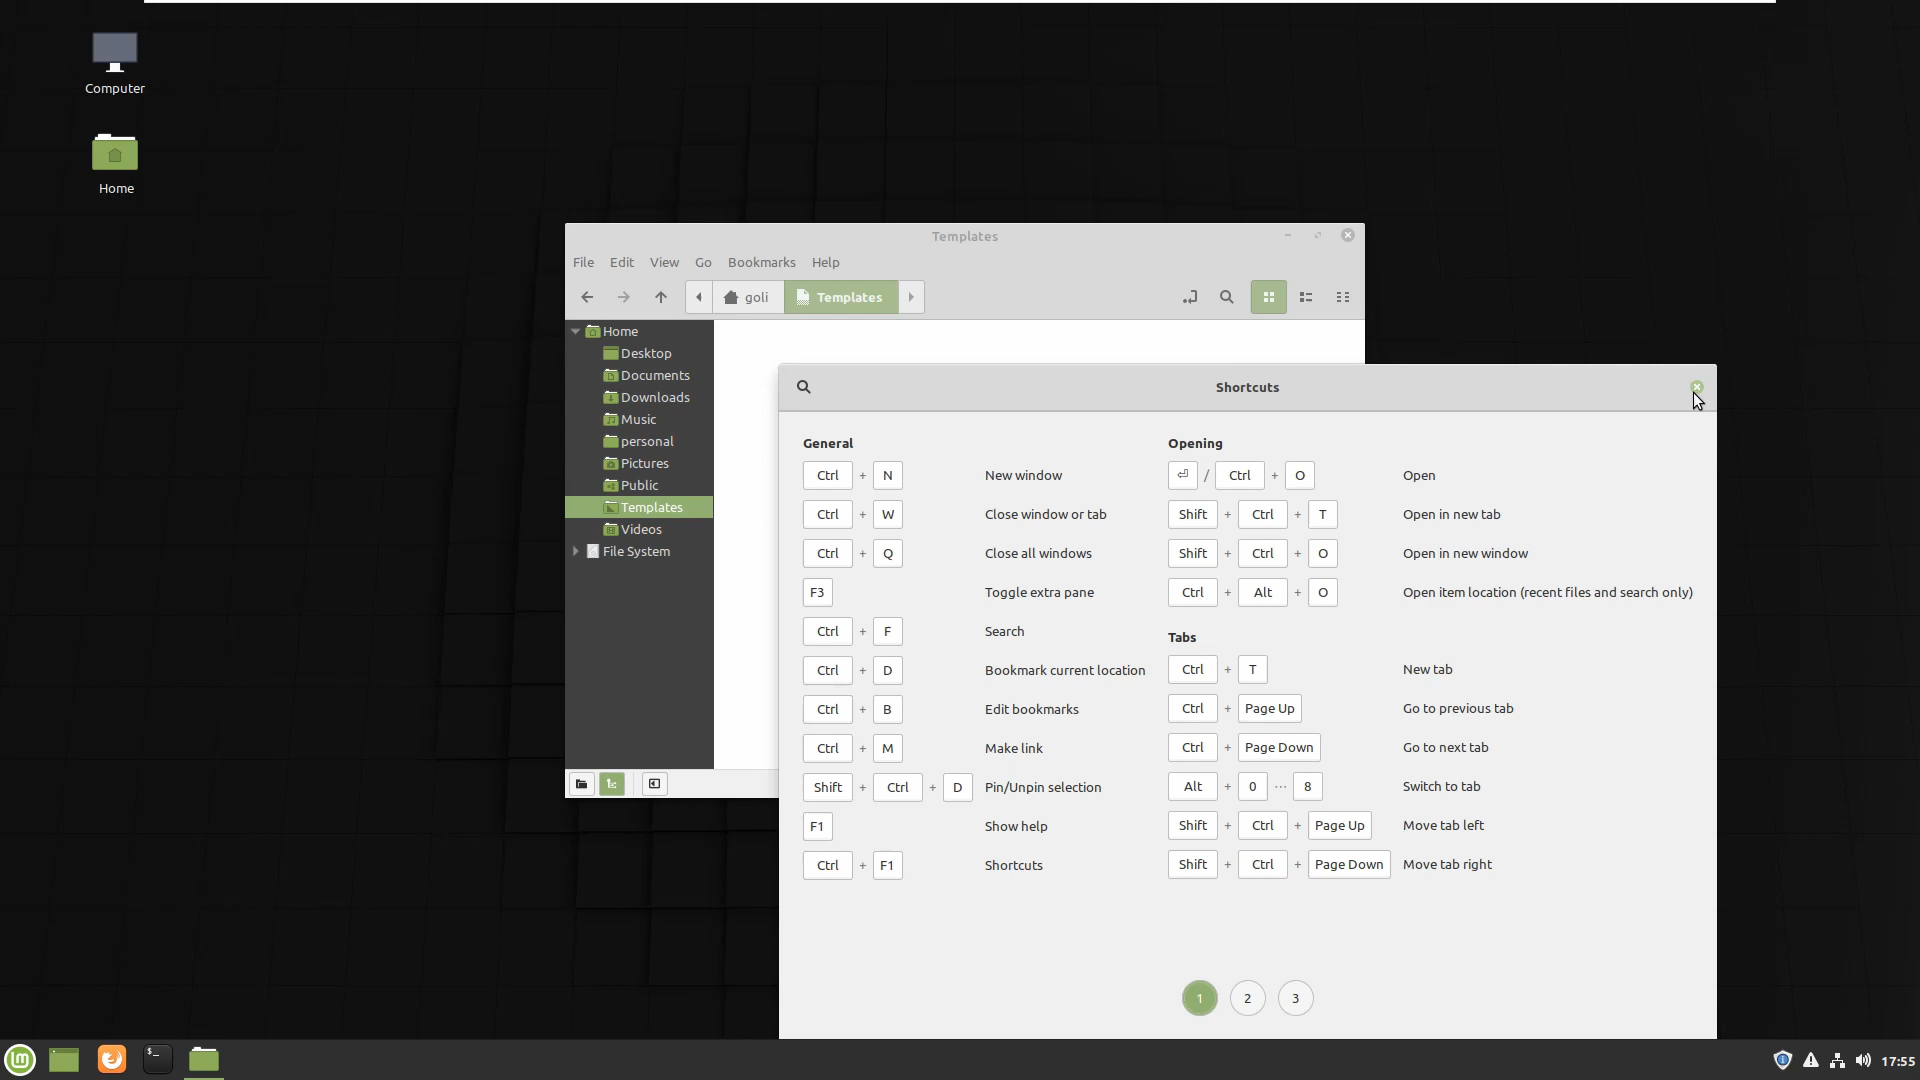 Computer
Home
Templates
File Edit View Go Bookmarks Help
goli Templates
Home
Desktop
Documents
Downloads
Music
personal
Pictures
Public
Templates
Videos
File System
Shortcuts
General
Ctrl + N New window
Ctrl + W Close window or tab
Ctrl + Q Close all windows
F3 Toggle extra pane
Ctrl + F Search
Ctrl + D Bookmark current location
Ctrl + B Edit bookmarks
Ctrl + M Make link
Shift + Ctrl + D Pin/Unpin selection
F1 Show help
Ctrl + F1 Shortcuts
Opening
⏎ / Ctrl + O Open
Shift + Ctrl + T Open in new tab
Shift + Ctrl + O Open in new window
Ctrl + Alt + O Open item location (recent files and search only)
Tabs
Ctrl + T New tab
Ctrl + Page Up Go to previous tab
Ctrl + Page Down Go to next tab
Alt + 0 ⋯ 8 Switch to tab
Shift + Ctrl + Page Up Move tab left
Shift + Ctrl + Page Down Move tab right
1 2 3
$_
17:55